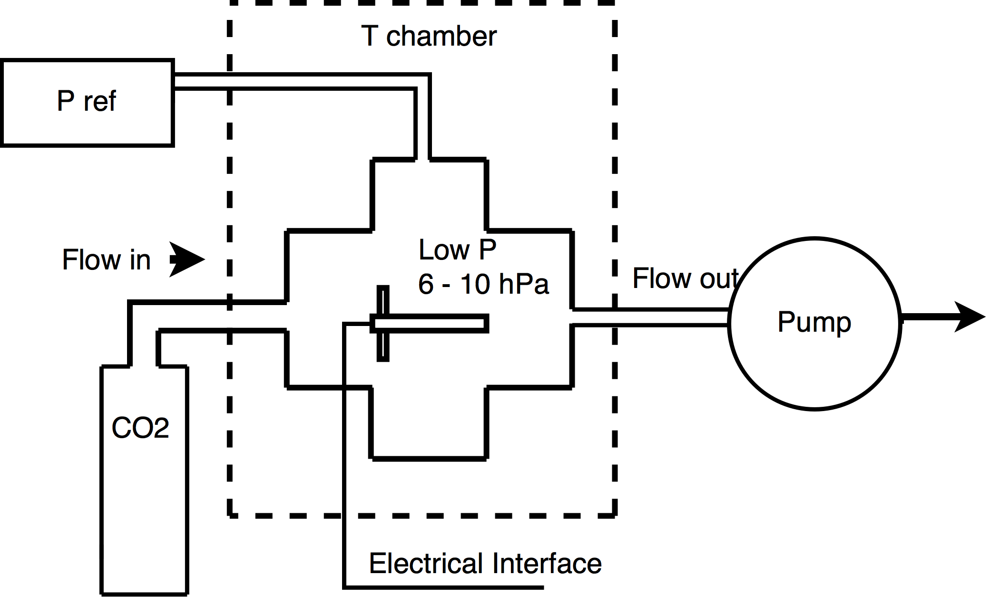 T chamber
P ref
Low P
6 - 10 hPa
Flow in
Flow out
Pump
CO2
Electrical Interface